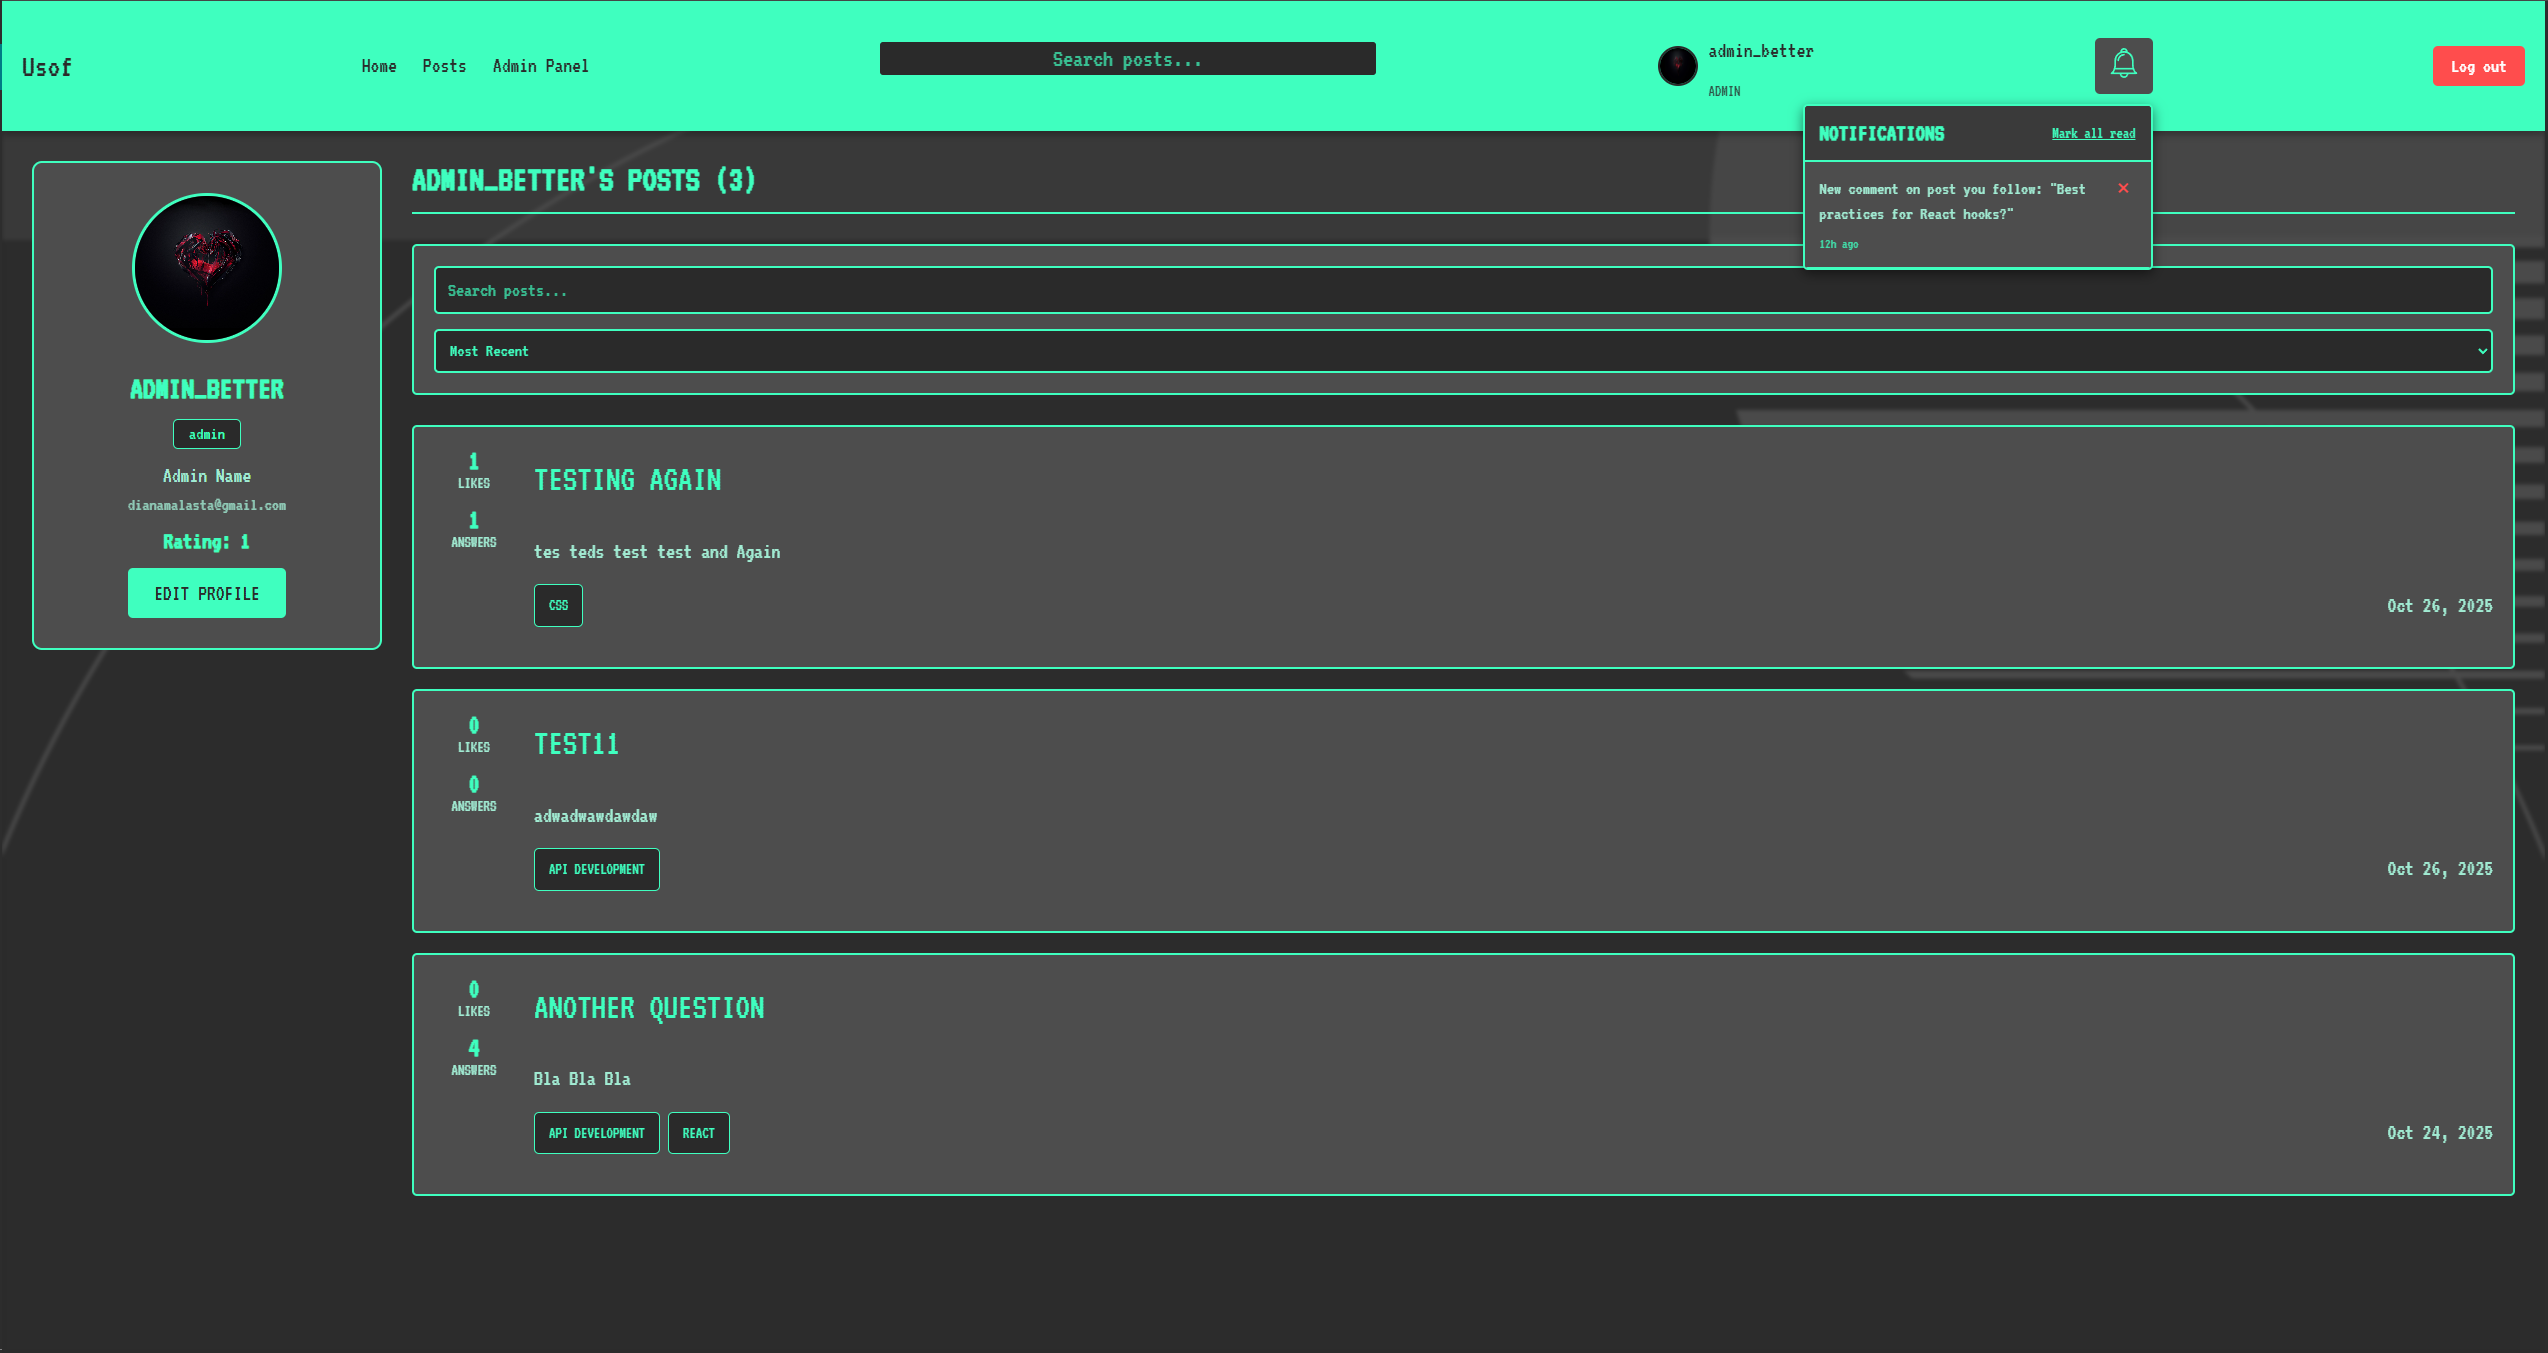 Usof
Home Posts Admin Panel
Search posts...
admin_better
ADMIN
Log out
NOTIFICATIONS Mark all read
New comment on post you follow: "Best
practices for React hooks?"
12h ago
ADMIN_BETTER
admin
Admin Name
dianamalasta@gmail.com
Rating: 1
EDIT PROFILE
ADMIN_BETTER'S POSTS (3)
Search posts...
Most Recent
1
LIKES
1
ANSWERS
TESTING AGAIN
tes teds test test and Again
CSS
Oct 26, 2025
0
LIKES
0
ANSWERS
TEST11
adwadwawdawdaw
API DEVELOPMENT
Oct 26, 2025
0
LIKES
4
ANSWERS
ANOTHER QUESTION
Bla Bla Bla
API DEVELOPMENT REACT
Oct 24, 2025